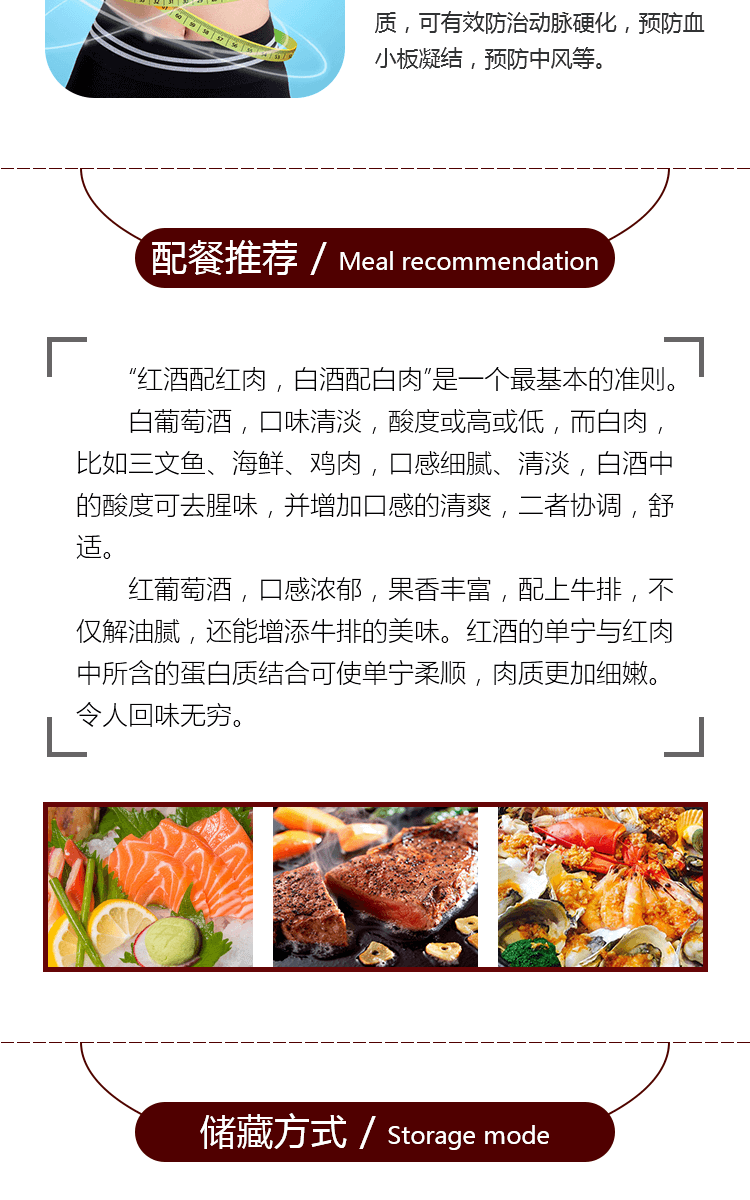 质，可有效防治动脉硬化，预防血
小板凝结，预防中风等。
配餐推荐 / Meal recommendation
“红酒配红肉，白酒配白肉”是一个最基本的准则。
白葡萄酒，口味清淡，酸度或高或低，而白肉，
比如三文鱼、海鲜、鸡肉，口感细腻、清淡，白酒中
的酸度可去腥味，并增加口感的清爽，二者协调，舒
适。
红葡萄酒，口感浓郁，果香丰富，配上牛排，不
仅解油腻，还能增添牛排的美味。红酒的单宁与红肉
中所含的蛋白质结合可使单宁柔顺，肉质更加细嫩。
令人回味无穷。
储藏方式 / Storage mode